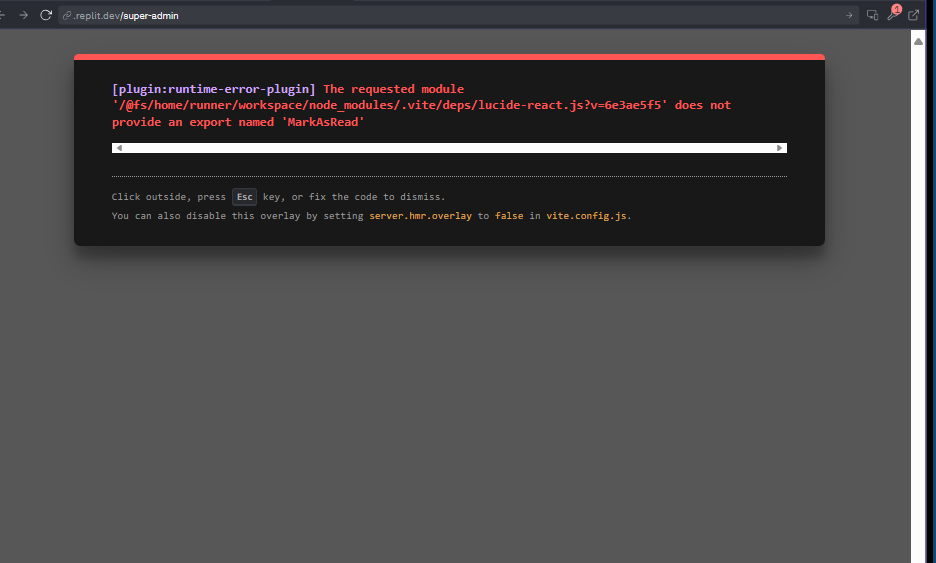 .replit.dev/super-admin
1
[plugin:runtime-error-plugin] The requested module
'/@fs/home/runner/workspace/node_modules/.vite/deps/lucide-react.js?v=6e3ae5f5' does not
provide an export named 'MarkAsRead'
Click outside, press Esc key, or fix the code to dismiss.
You can also disable this overlay by setting server.hmr.overlay to false in vite.config.js.